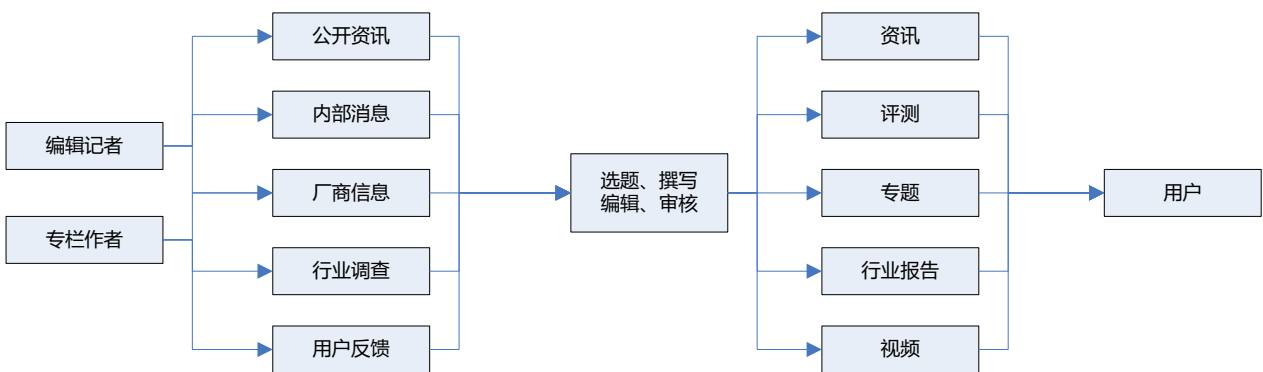 编辑记者
专栏作者
公开资讯
内部消息
厂商信息
行业调查
用户反馈
选题、撰写
编辑、审核
资讯
评测
专题
行业报告
视频
用户